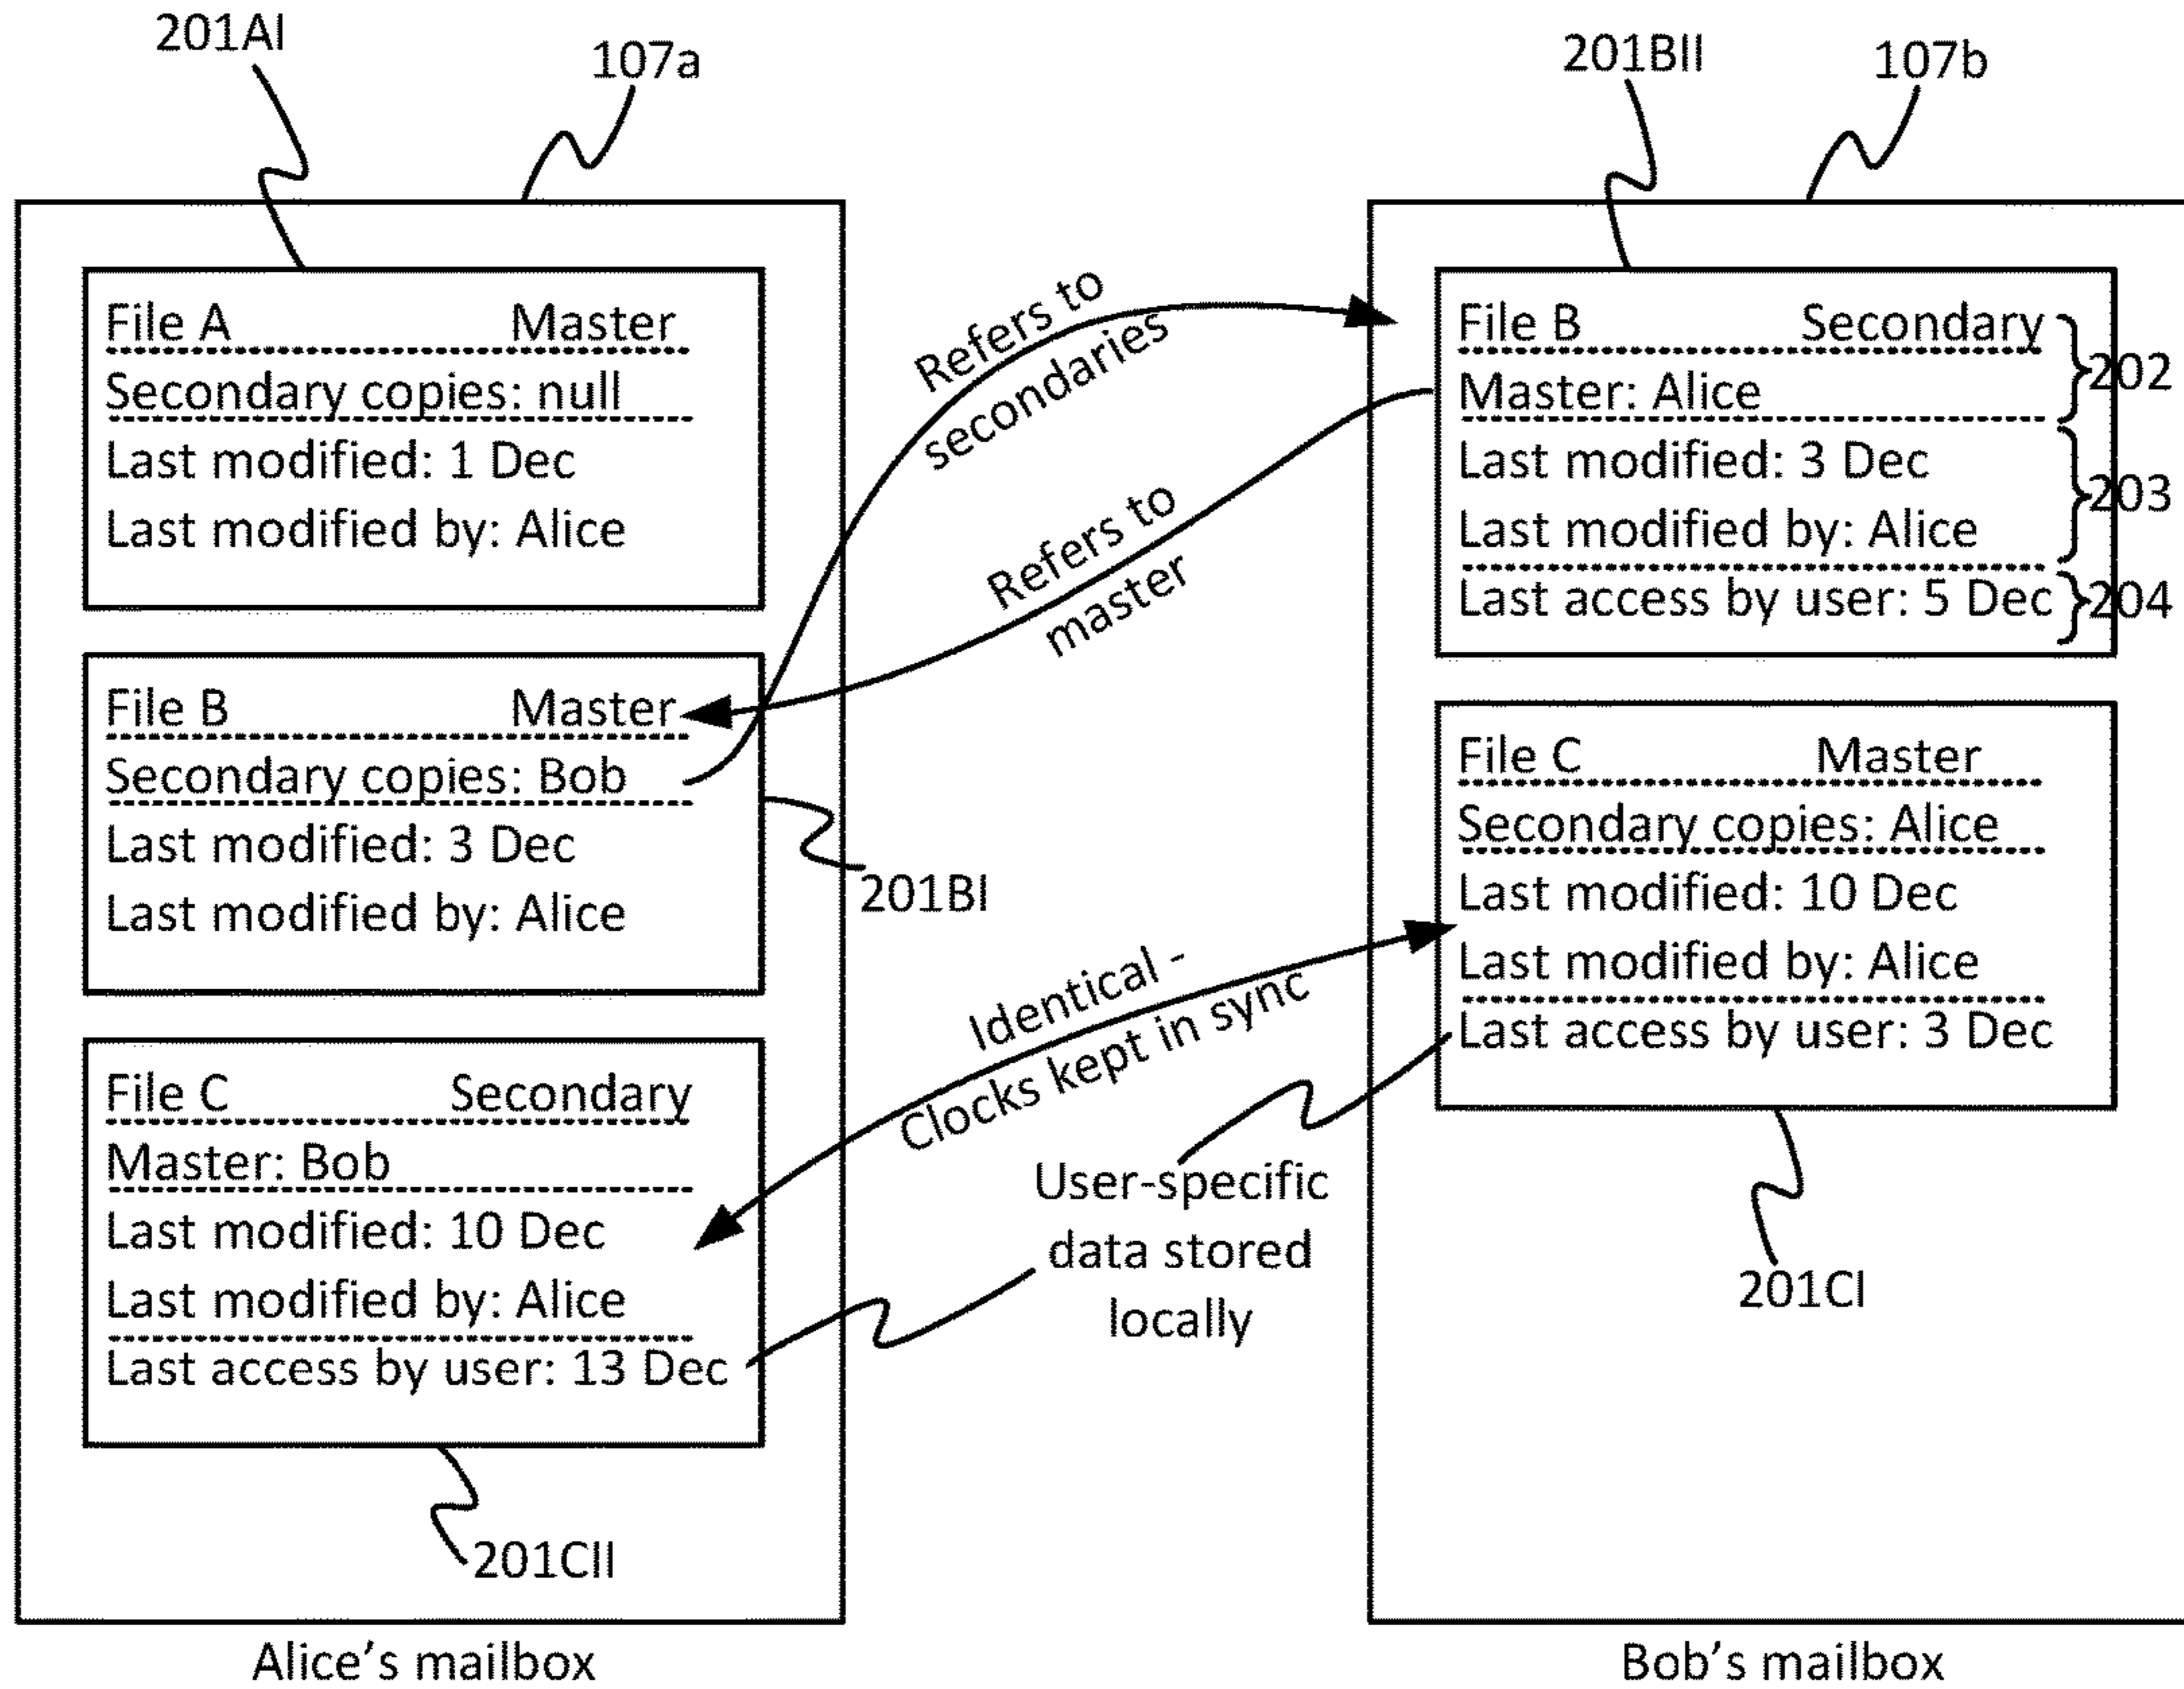 201AI
107a
201BII
107b
File A Master
Secondary copies: null
Last modified: 1 Dec
Last modified by: Alice
File B Master
Secondary copies: Bob
Last modified: 3 Dec
Last modified by: Alice
201BI
File C Secondary
Master: Bob
Last modified: 10 Dec
Last modified by: Alice
Last access by user: 13 Dec
201CII
Alice's mailbox
Refers to
secondaries
Refers to
master
Identical -
Clocks kept in sync
User-specific
data stored
locally
File B Secondary
Master: Alice
202
Last modified: 3 Dec
203
Last modified by: Alice
Last access by user: 5 Dec
204
File C Master
Secondary copies: Alice
Last modified: 10 Dec
Last modified by: Alice
Last access by user: 3 Dec
201CI
Bob's mailbox